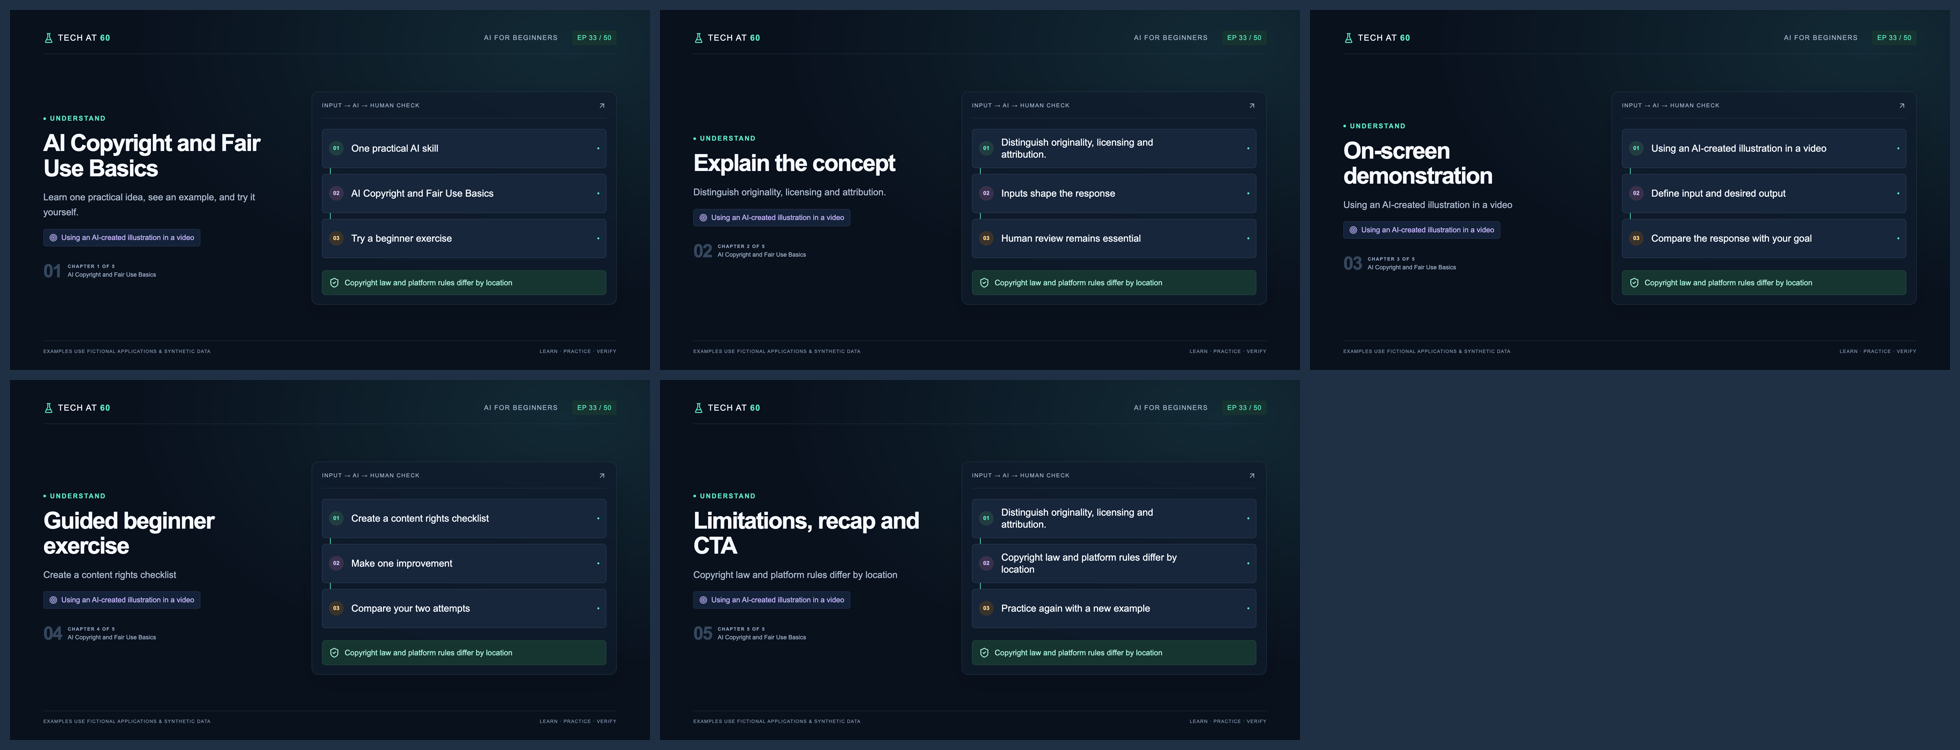 TECH AT 60
AI FOR BEGINNERS
EP 33 / 50
UNDERSTAND
AI Copyright and Fair
Use Basics
Learn one practical idea, see an example, and try it
yourself.
Using an AI-created illustration in a video
01
CHAPTER 1 OF 5
AI Copyright and Fair Use Basics
INPUT → AI → HUMAN CHECK
01 One practical AI skill
02 AI Copyright and Fair Use Basics
03 Try a beginner exercise
Copyright law and platform rules differ by location
EXAMPLES USE FICTIONAL APPLICATIONS & SYNTHETIC DATA
LEARN · PRACTICE · VERIFY
TECH AT 60
AI FOR BEGINNERS
EP 33 / 50
UNDERSTAND
Explain the concept
Distinguish originality, licensing and attribution.
Using an AI-created illustration in a video
02
CHAPTER 2 OF 5
AI Copyright and Fair Use Basics
INPUT → AI → HUMAN CHECK
01 Distinguish originality, licensing and
attribution.
02 Inputs shape the response
03 Human review remains essential
Copyright law and platform rules differ by location
EXAMPLES USE FICTIONAL APPLICATIONS & SYNTHETIC DATA
LEARN · PRACTICE · VERIFY
TECH AT 60
AI FOR BEGINNERS
EP 33 / 50
UNDERSTAND
On-screen
demonstration
Using an AI-created illustration in a video
Using an AI-created illustration in a video
03
CHAPTER 3 OF 5
AI Copyright and Fair Use Basics
INPUT → AI → HUMAN CHECK
01 Using an AI-created illustration in a video
02 Define input and desired output
03 Compare the response with your goal
Copyright law and platform rules differ by location
EXAMPLES USE FICTIONAL APPLICATIONS & SYNTHETIC DATA
LEARN · PRACTICE · VERIFY
TECH AT 60
AI FOR BEGINNERS
EP 33 / 50
UNDERSTAND
Guided beginner
exercise
Create a content rights checklist
Using an AI-created illustration in a video
04
CHAPTER 4 OF 5
AI Copyright and Fair Use Basics
INPUT → AI → HUMAN CHECK
01 Create a content rights checklist
02 Make one improvement
03 Compare your two attempts
Copyright law and platform rules differ by location
EXAMPLES USE FICTIONAL APPLICATIONS & SYNTHETIC DATA
LEARN · PRACTICE · VERIFY
TECH AT 60
AI FOR BEGINNERS
EP 33 / 50
UNDERSTAND
Limitations, recap and
CTA
Copyright law and platform rules differ by location
Using an AI-created illustration in a video
05
CHAPTER 5 OF 5
AI Copyright and Fair Use Basics
INPUT → AI → HUMAN CHECK
01 Distinguish originality, licensing and
attribution.
02 Copyright law and platform rules differ by
location
03 Practice again with a new example
Copyright law and platform rules differ by location
EXAMPLES USE FICTIONAL APPLICATIONS & SYNTHETIC DATA
LEARN · PRACTICE · VERIFY